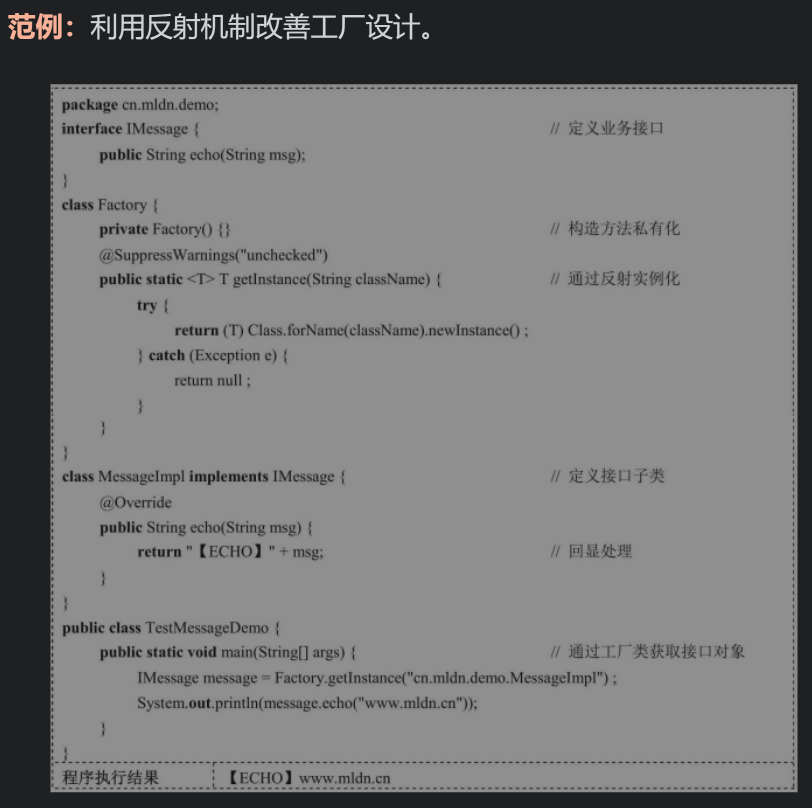 范例：利用反射机制改善工厂设计。
package cn.mldn.demo;
interface IMessage { // 定义业务接口
public String echo(String msg);
}
class Factory {
private Factory() {} // 构造方法私有化
@SuppressWarnings("unchecked")
public static <T> T getInstance(String className) { // 通过反射实例化
try {
return (T) Class.forName(className).newInstance() ;
} catch (Exception e) {
return null ;
}
}
}
class MessageImpl implements IMessage { // 定义接口子类
@Override
public String echo(String msg) {
return "【ECHO】" + msg; // 回显处理
}
}
public class TestMessageDemo {
public static void main(String[] args) { // 通过工厂类获取接口对象
IMessage message = Factory.getInstance("cn.mldn.demo.MessageImpl") ;
System.out.println(message.echo("www.mldn.cn"));
}
}
程序执行结果 【ECHO】www.mldn.cn